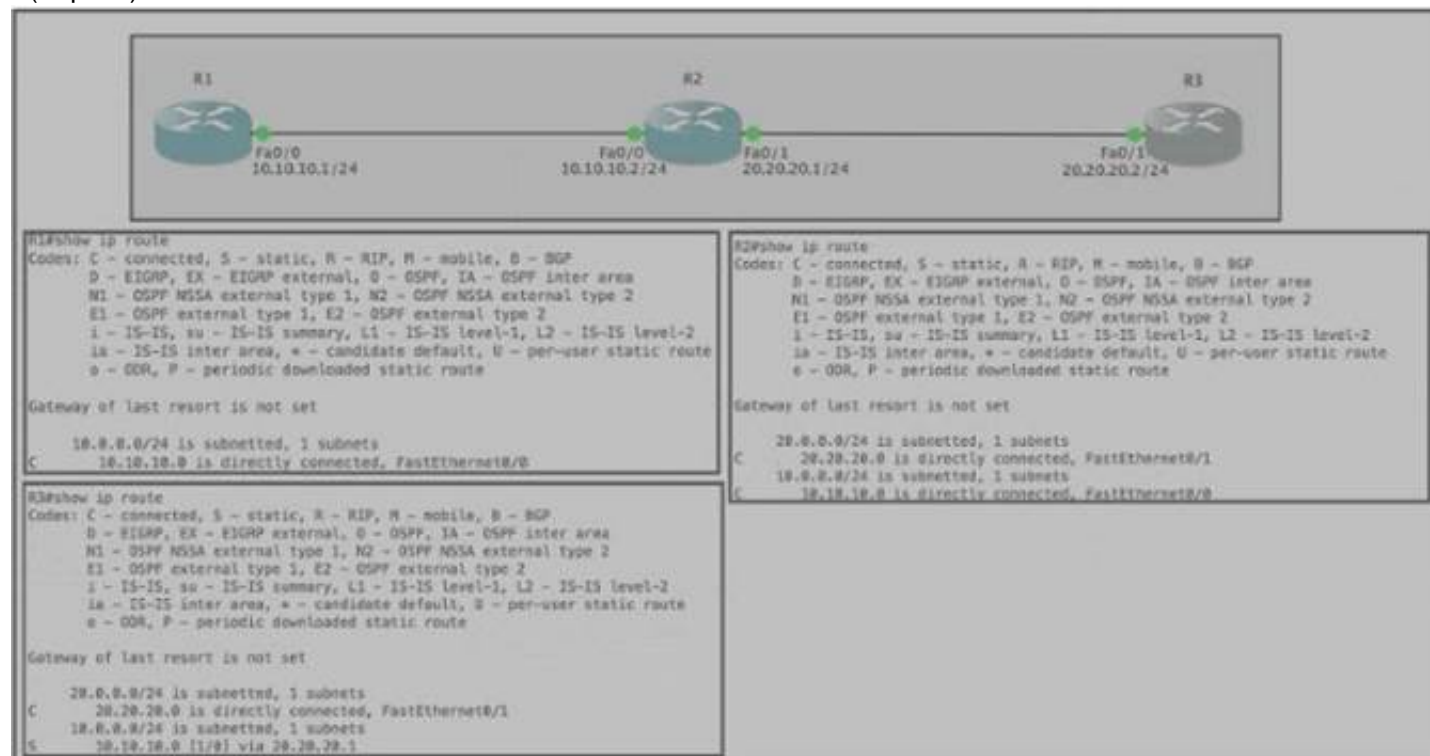 R1
R2
R3
Fa0/0
10.10.10.1/24
Fa0/0
10.10.10.2/24
Fa0/1
20.20.20.1/24
Fa0/1
20.20.20.2/24
R1#show ip route
Codes: C - connected, S - static, R - RIP, M - mobile, B - BGP
D - EIGRP, EX - EIGRP external, O - OSPF, IA - OSPF inter area
N1 - OSPF NSSA external type 1, N2 - OSPF NSSA external type 2
E1 - OSPF external type 1, E2 - OSPF external type 2
i - IS-IS, su - IS-IS summary, L1 - IS-IS level-1, L2 - IS-IS level-2
ia - IS-IS inter area, * - candidate default, U - per-user static route
o - ODR, P - periodic downloaded static route
Gateway of last resort is not set
10.0.0.0/24 is subnetted, 1 subnets
C 10.10.10.0 is directly connected, FastEthernet0/0
R2#show ip route
Codes: C - connected, S - static, R - RIP, M - mobile, B - BGP
D - EIGRP, EX - EIGRP external, O - OSPF, IA - OSPF inter area
N1 - OSPF NSSA external type 1, N2 - OSPF NSSA external type 2
E1 - OSPF external type 1, E2 - OSPF external type 2
i - IS-IS, su - IS-IS summary, L1 - IS-IS level-1, L2 - IS-IS level-2
ia - IS-IS inter area, * - candidate default, U - per-user static route
o - ODR, P - periodic downloaded static route
Gateway of last resort is not set
20.0.0.0/24 is subnetted, 1 subnets
C 20.20.20.0 is directly connected, FastEthernet0/1
10.0.0.0/24 is subnetted, 1 subnets
C 10.10.10.0 is directly connected, FastEthernet0/0
R3#show ip route
Codes: C - connected, S - static, R - RIP, M - mobile, B - BGP
D - EIGRP, EX - EIGRP external, O - OSPF, IA - OSPF inter area
N1 - OSPF NSSA external type 1, N2 - OSPF NSSA external type 2
E1 - OSPF external type 1, E2 - OSPF external type 2
i - IS-IS, su - IS-IS summary, L1 - IS-IS level-1, L2 - IS-IS level-2
ia - IS-IS inter area, * - candidate default, U - per-user static route
o - ODR, P - periodic downloaded static route
Gateway of last resort is not set
20.0.0.0/24 is subnetted, 1 subnets
C 20.20.20.0 is directly connected, FastEthernet0/1
10.0.0.0/24 is subnetted, 1 subnets
S 10.10.10.0 [1/0] via 20.20.20.1